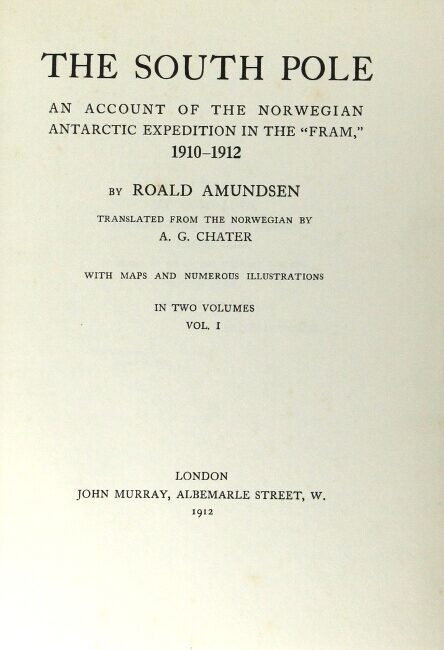 THE SOUTH POLE
AN ACCOUNT OF THE NORWEGIAN
ANTARCTIC EXPEDITION IN THE “FRAM,”
1910–1912
BY ROALD AMUNDSEN
TRANSLATED FROM THE NORWEGIAN BY
A. G. CHATER
WITH MAPS AND NUMEROUS ILLUSTRATIONS
IN TWO VOLUMES
VOL. I
LONDON
JOHN MURRAY, ALBEMARLE STREET, W.
1912